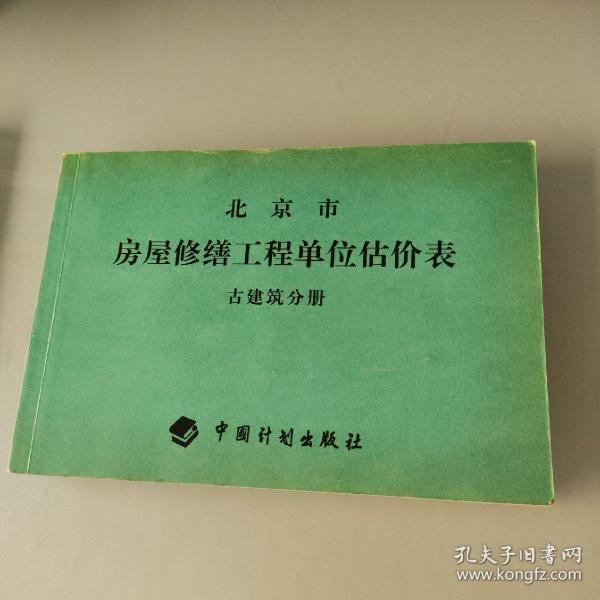 北京市
房屋修缮工程单位估价表
古建筑分册
中国计划出版社
孔夫子旧书网
www.kongfz.com